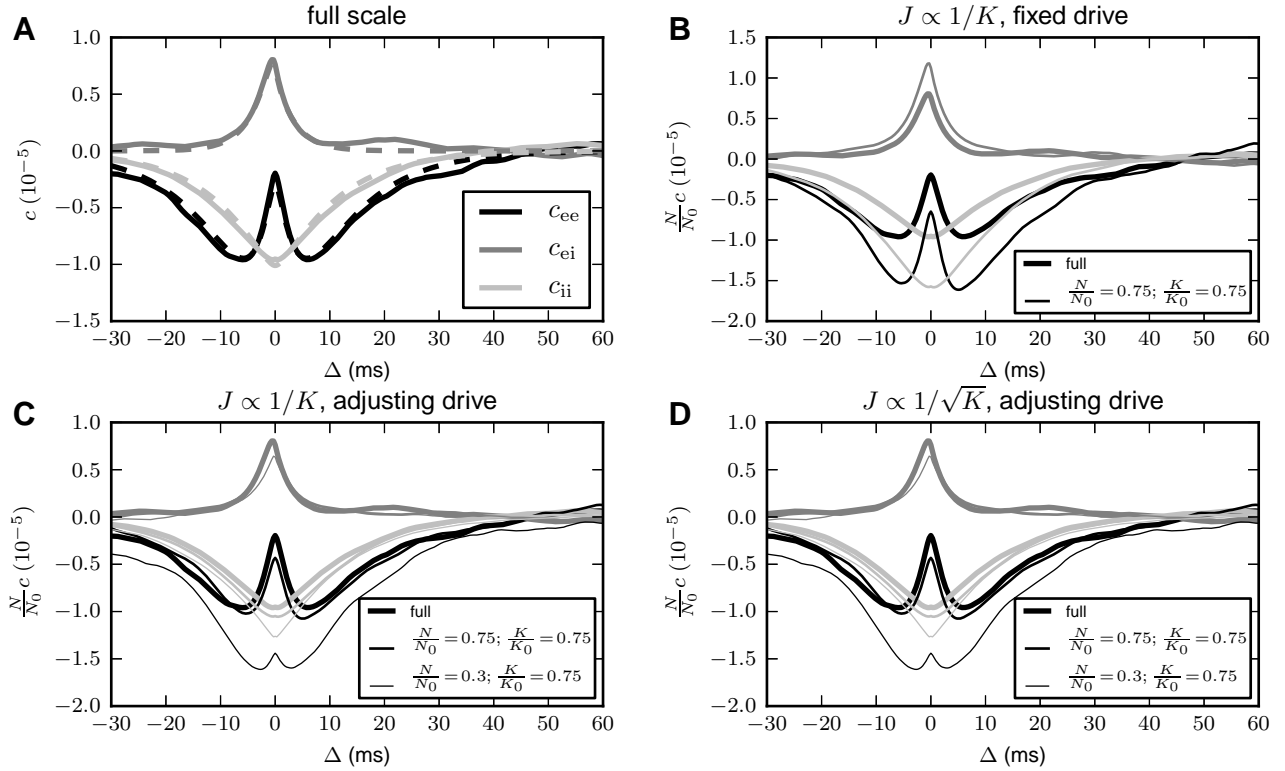 A
full scale
1.0
0.5
0.0
−0.5
−1.0
−1.5
c (10⁻⁵)
c_ee
c_ei
c_ii
−30 −20 −10 0 10 20 30 40 50 60
Δ (ms)
B
J ∝ 1/K, fixed drive
1.5
1.0
0.5
0.0
−0.5
−1.0
−1.5
−2.0
N/N₀ c (10⁻⁵)
full
N/N₀ = 0.75; K/K₀ = 0.75
−30 −20 −10 0 10 20 30 40 50 60
Δ (ms)
C
J ∝ 1/K, adjusting drive
1.0
0.5
0.0
−0.5
−1.0
−1.5
−2.0
N/N₀ c (10⁻⁵)
full
N/N₀ = 0.75; K/K₀ = 0.75
N/N₀ = 0.3; K/K₀ = 0.75
−30 −20 −10 0 10 20 30 40 50 60
Δ (ms)
D
J ∝ 1/√K, adjusting drive
1.0
0.5
0.0
−0.5
−1.0
−1.5
−2.0
N/N₀ c (10⁻⁵)
full
N/N₀ = 0.75; K/K₀ = 0.75
N/N₀ = 0.3; K/K₀ = 0.75
−30 −20 −10 0 10 20 30 40 50 60
Δ (ms)